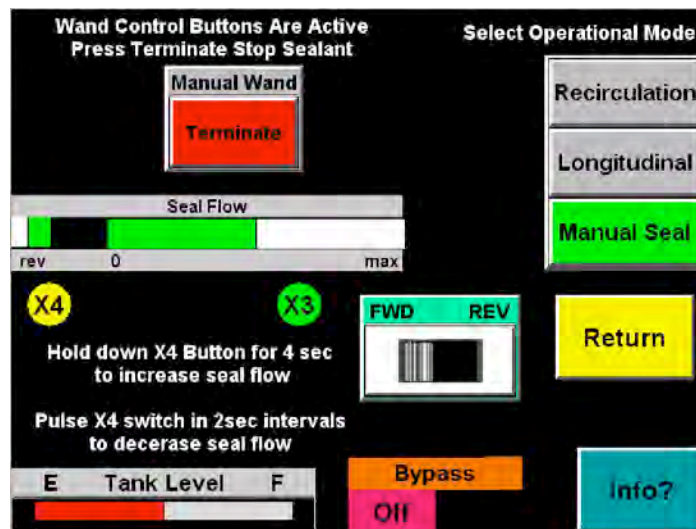 Wand Control Buttons Are Active
Press Terminate Stop Sealant
Select Operational Mode
Manual Wand
Terminate
Recirculation
Longitudinal
Manual Seal
Seal Flow
rev 0 max
X4 X3
FWD REV
Return
Hold down X4 Button for 4 sec
to increase seal flow
Pulse X4 switch in 2sec intervals
to decerase seal flow
E Tank Level F
Bypass
Off
Info?